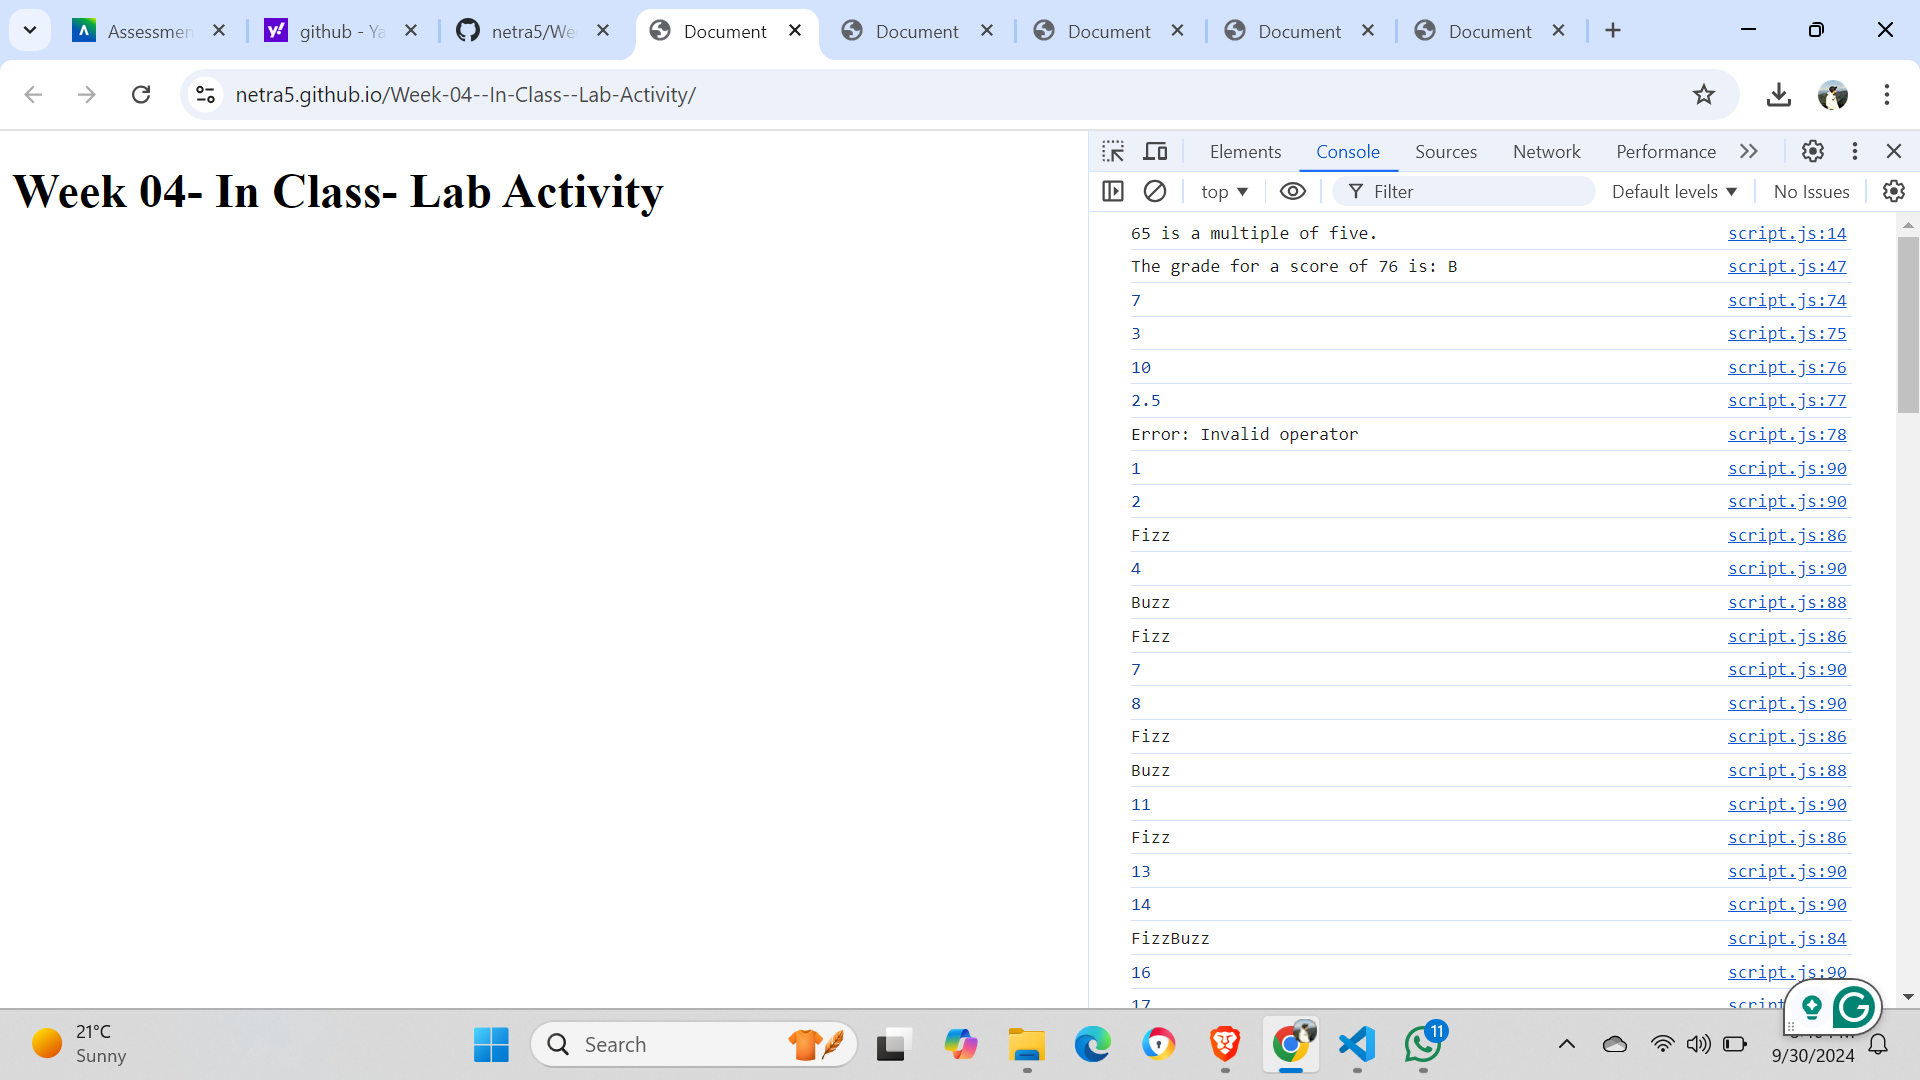 Assessmen
github - Ya
netra5/We
Document
Document
Document
Document
Document
netra5.github.io/Week-04--In-Class--Lab-Activity/
Week 04- In Class- Lab Activity
Elements
Console
Sources
Network
Performance
top
Filter
Default levels
No Issues
65 is a multiple of five. script.js:14
The grade for a score of 76 is: B script.js:47
7 script.js:74
3 script.js:75
10 script.js:76
2.5 script.js:77
Error: Invalid operator script.js:78
1 script.js:90
2 script.js:90
Fizz script.js:86
4 script.js:90
Buzz script.js:88
Fizz script.js:86
7 script.js:90
8 script.js:90
Fizz script.js:86
Buzz script.js:88
11 script.js:90
Fizz script.js:86
13 script.js:90
14 script.js:90
FizzBuzz script.js:84
16 script.js:90
17 script
21°C
Sunny
Search
11
9/30/2024